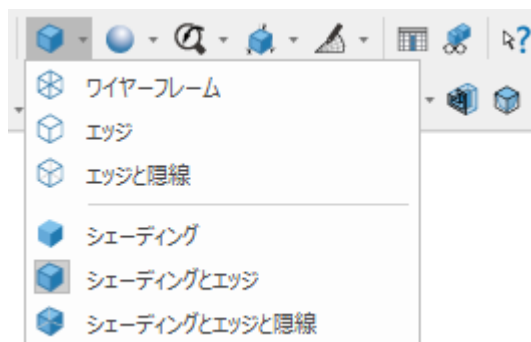 ワイヤーフレーム
エッジ
エッジと隠線
シェーディング
シェーディングとエッジ
シェーディングとエッジと隠線
?